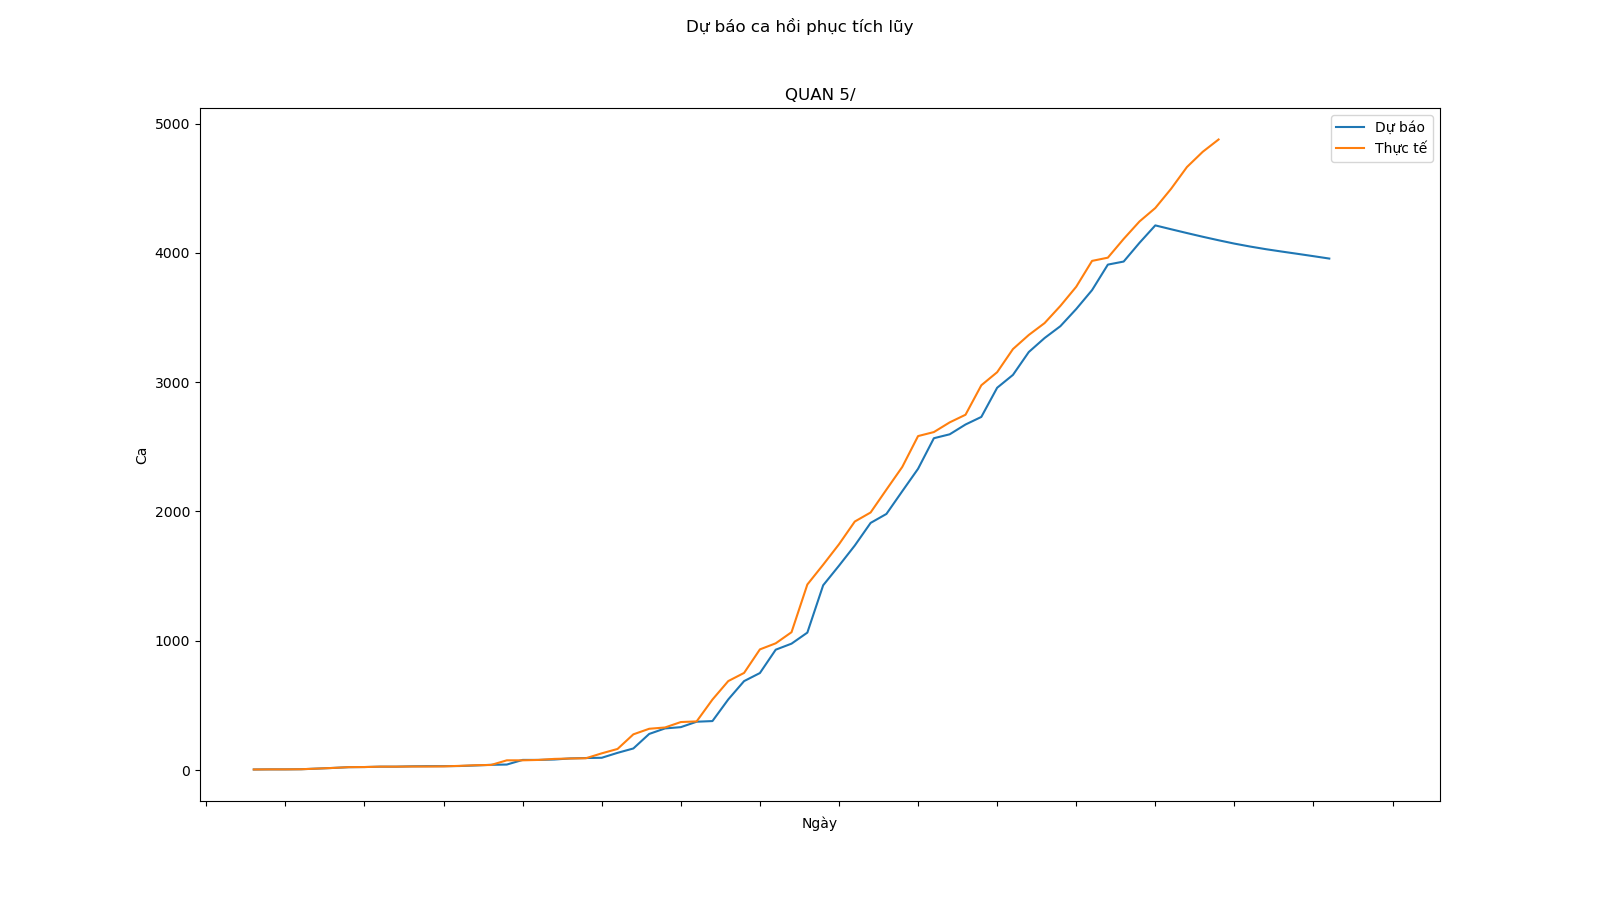 Dự báo ca hồi phục tích lũy
QUAN 5/
5000
4000
3000
2000
1000
0
Ca
Ngày
Dự báo
Thực tế